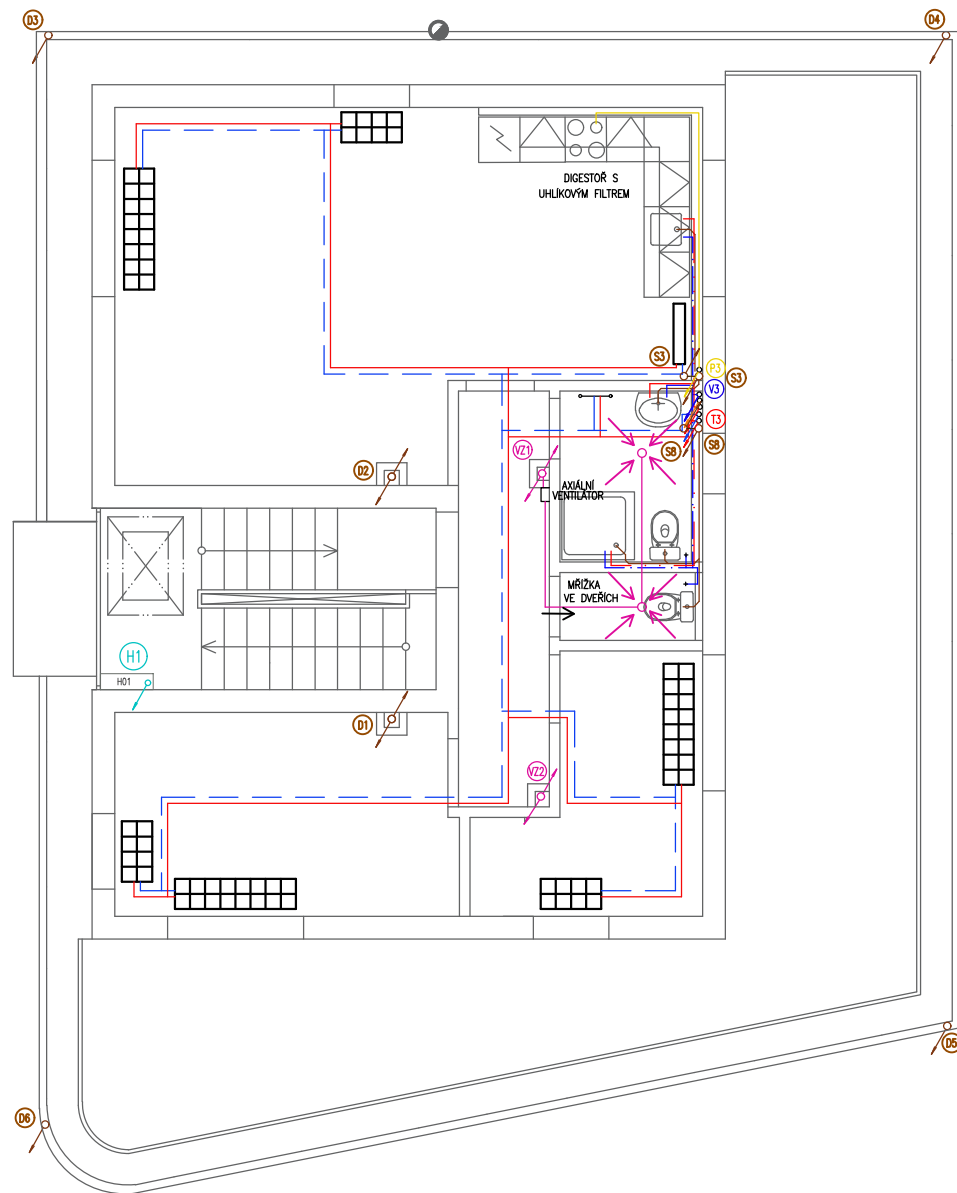 D3
D4
DIGESTOŘ S
UHLÍKOVÝM FILTREM
S3
P3
S3
V3
T3
S8
S8
D2
VZ1
AXIÁLNÍ
VENTILÁTOR
MŘÍŽKA
VE DVEŘÍCH
H1
H01
D1
VZ2
D5
D6